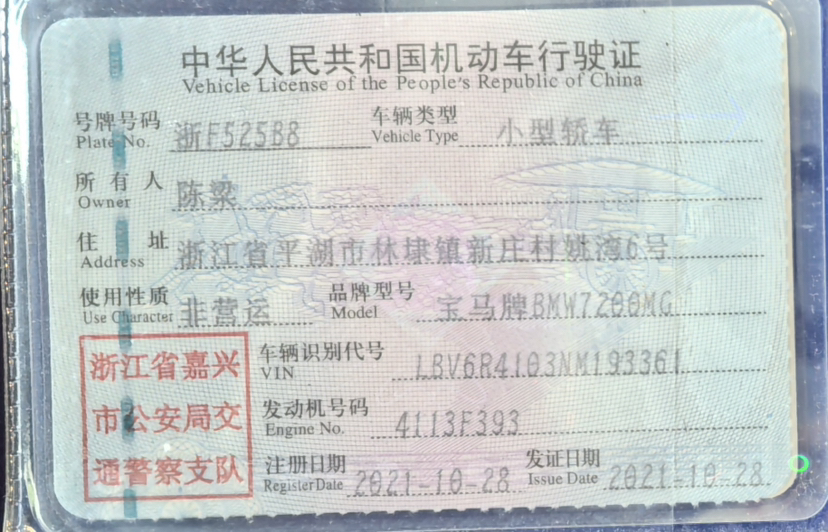 中华人民共和国机动车行驶证
Vehicle License of the People's Republic of China
号牌号码 浙F525B8 车辆类型 小型轿车
Plate No. Vehicle Type
所有人 陈梁
Owner
住址 浙江省平湖市林埭镇新庄村姚湾6号
Address
使用性质 非营运 品牌型号 宝马牌BMW7200MG
Use Character Model
浙江省嘉兴
市公安局交
通警察支队
车辆识别代号 LBV6R4103NM193361
VIN
发动机号码 4113F393
Engine No.
注册日期 2021-10-28 发证日期 2021-10-28
Register Date Issue Date